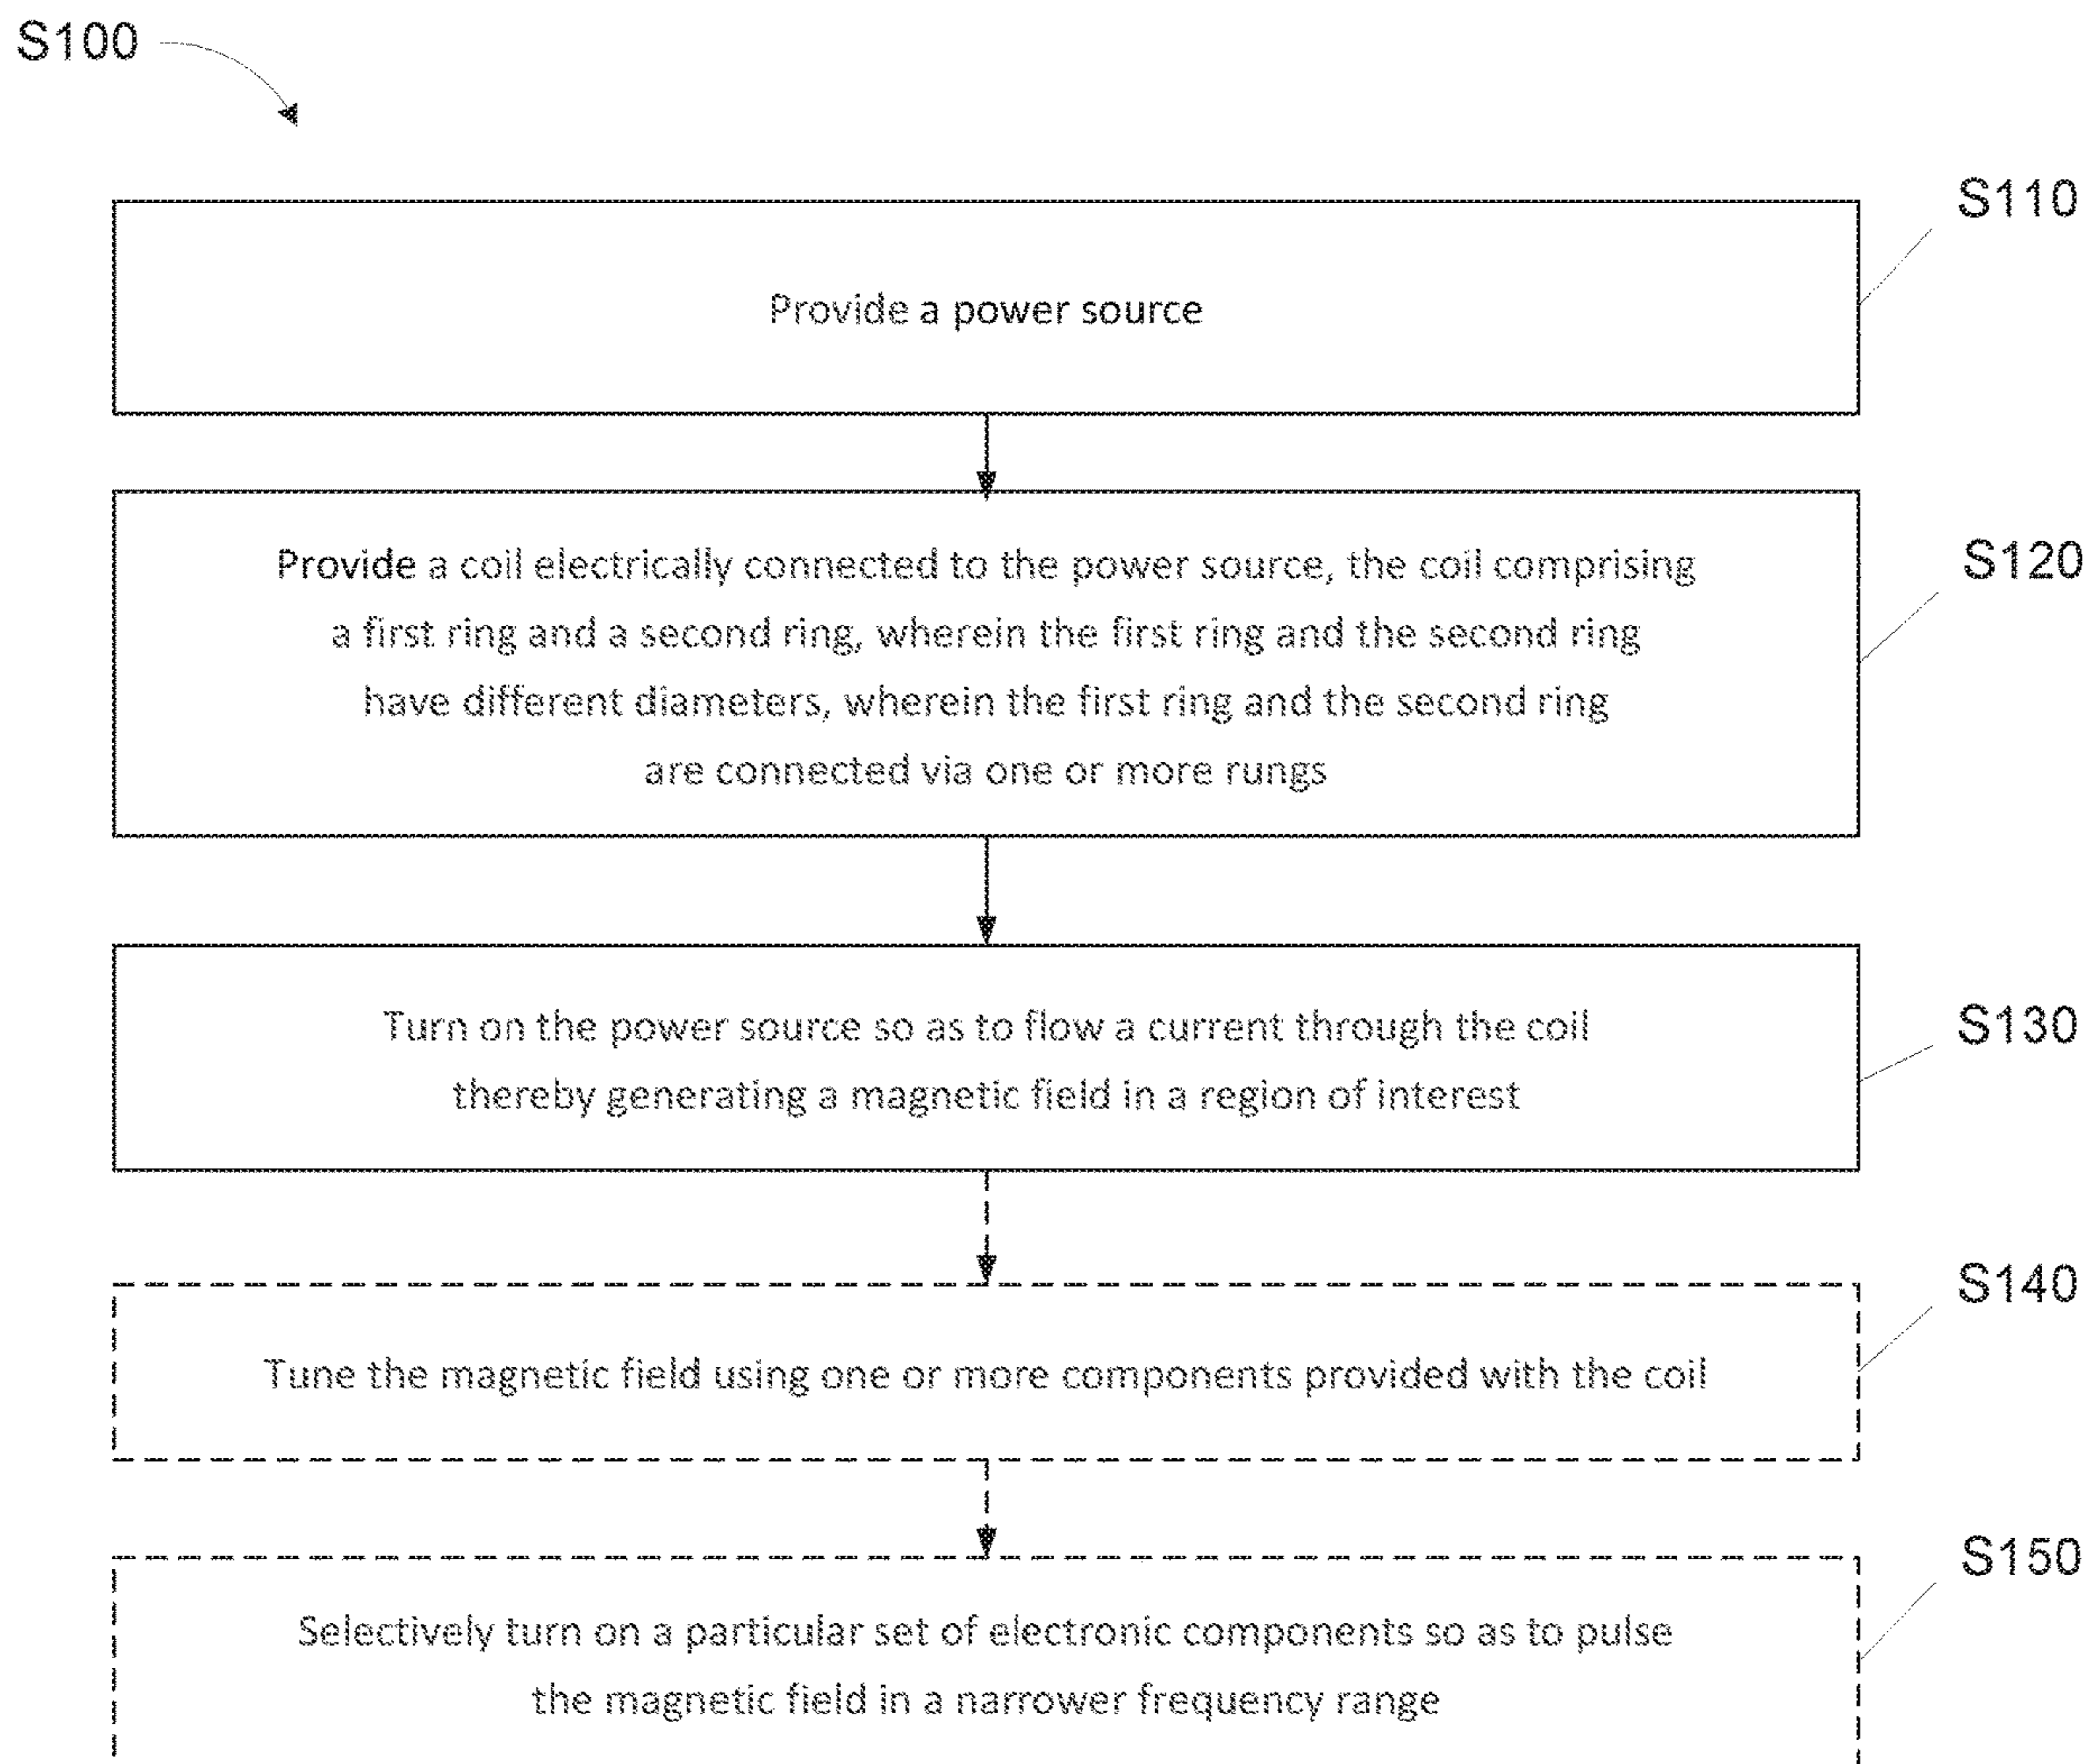 S100
S110
Provide a power source
S120
Provide a coil electrically connected to the power source, the coil comprising
a first ring and a second ring, wherein the first ring and the second ring
have different diameters, wherein the first ring and the second ring
are connected via one or more rungs
S130
Turn on the power source so as to flow a current through the coil
thereby generating a magnetic field in a region of interest
S140
Tune the magnetic field using one or more components provided with the coil
S150
Selectively turn on a particular set of electronic components so as to pulse
the magnetic field in a narrower frequency range